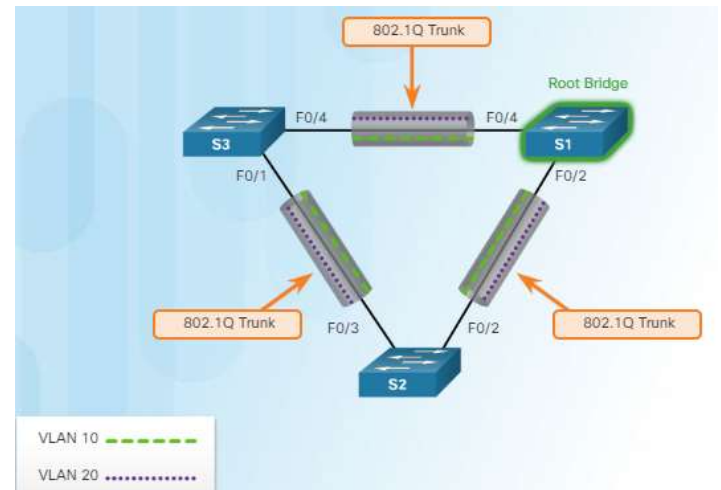 802.1Q Trunk
Root Bridge
F0/4
F0/4
S3
S1
F0/1
F0/2
802.1Q Trunk
F0/3
F0/2
802.1Q Trunk
S2
VLAN 10
VLAN 20